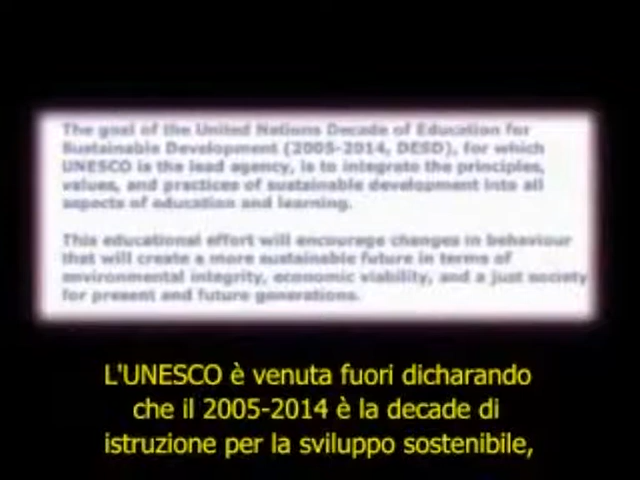 The goal of the United Nations Decade of Education for
Sustainable Development (2005-2014, DESD), for which
UNESCO is the lead agency, is to integrate the principles,
values, and practices of sustainable development into all
aspects of education and learning.
This educational effort will encourage changes in behaviour
that will create a more sustainable future in terms of
environmental integrity, economic viability, and a just society
for present and future generations.
L'UNESCO è venuta fuori dicharando
che il 2005-2014 è la decade di
istruzione per la sviluppo sostenibile,